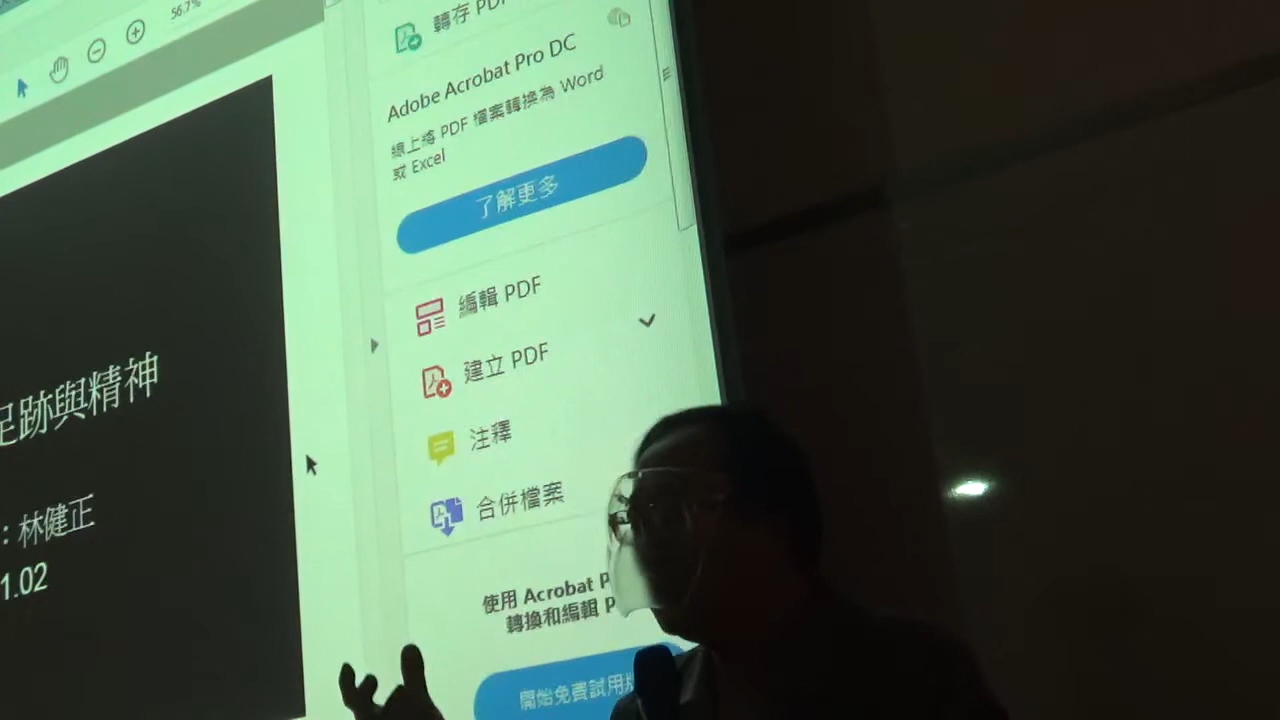 56.7%
轉存 PDF
Adobe Acrobat Pro DC
線上將 PDF 檔案轉換為 Word
或 Excel
了解更多
編輯 PDF
建立 PDF
注釋
合併檔案
使用 Acrobat P
轉換和編輯 P
開始免費試用
足跡與精神
：林健正
1.02